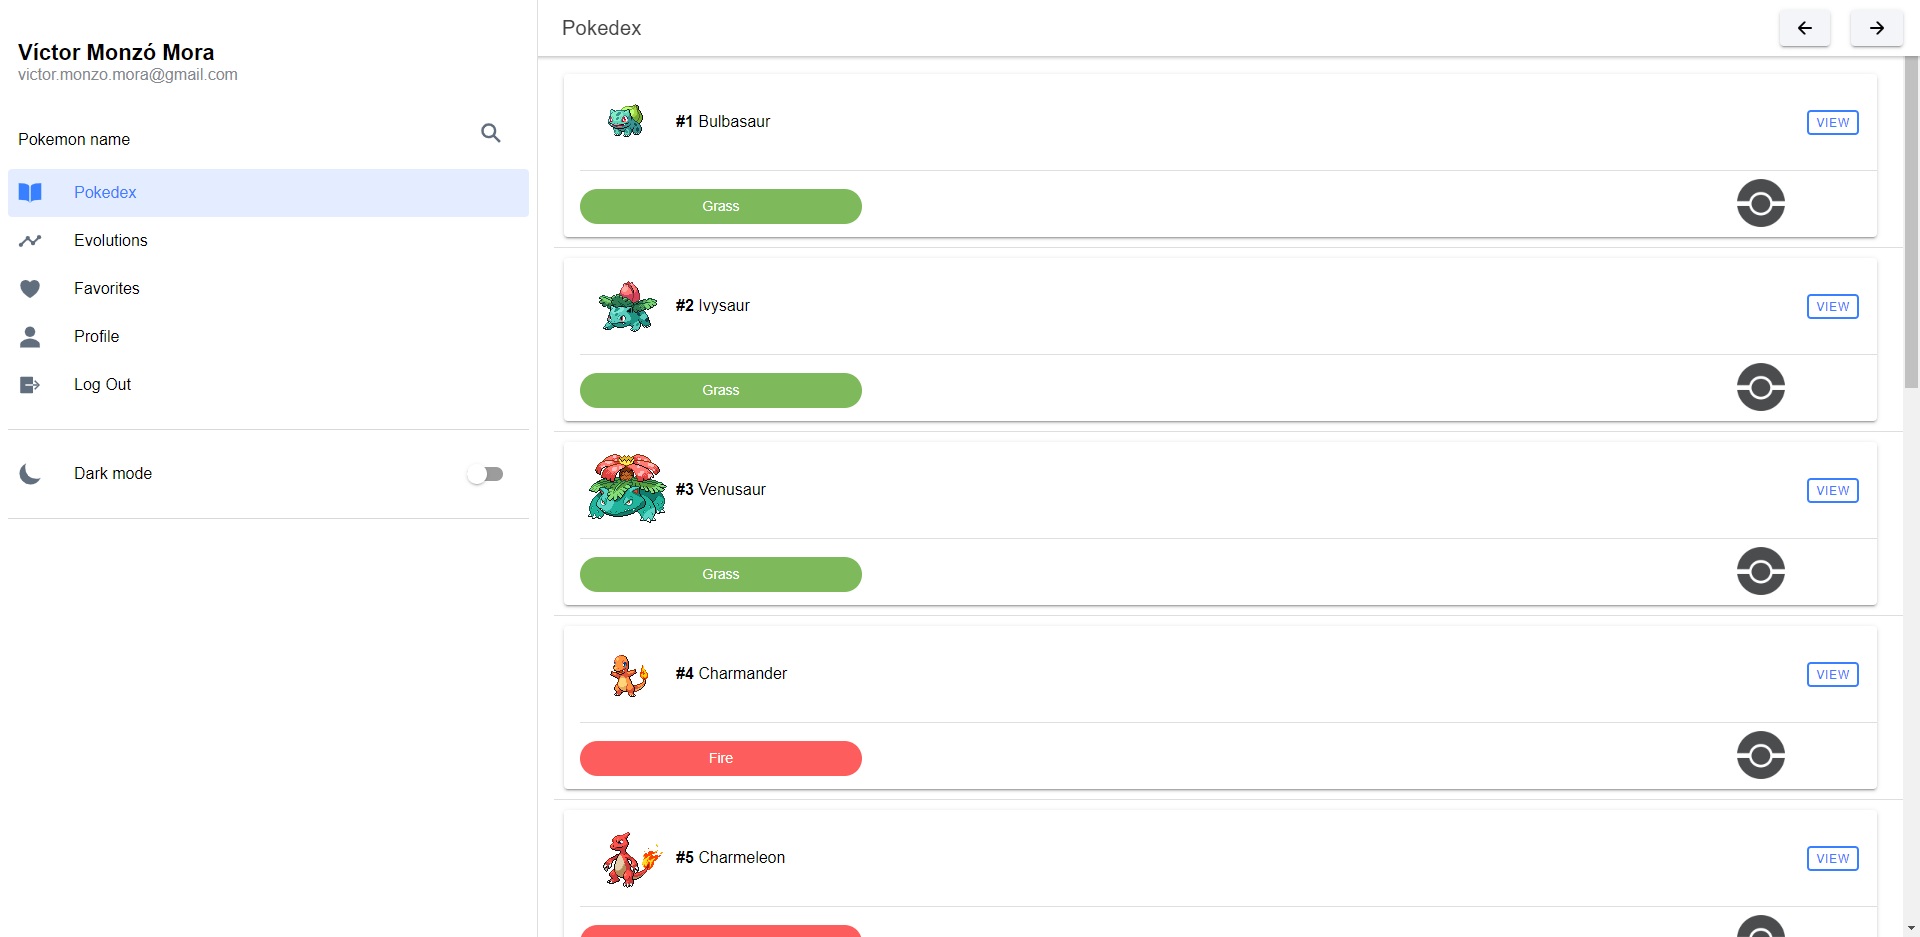 Víctor Monzó Mora
victor.monzo.mora@gmail.com
Pokemon name
Pokedex
Evolutions
Favorites
Profile
Log Out
Dark mode
Pokedex
#1 Bulbasaur
VIEW
Grass
#2 Ivysaur
VIEW
Grass
#3 Venusaur
VIEW
Grass
#4 Charmander
VIEW
Fire
#5 Charmeleon
VIEW